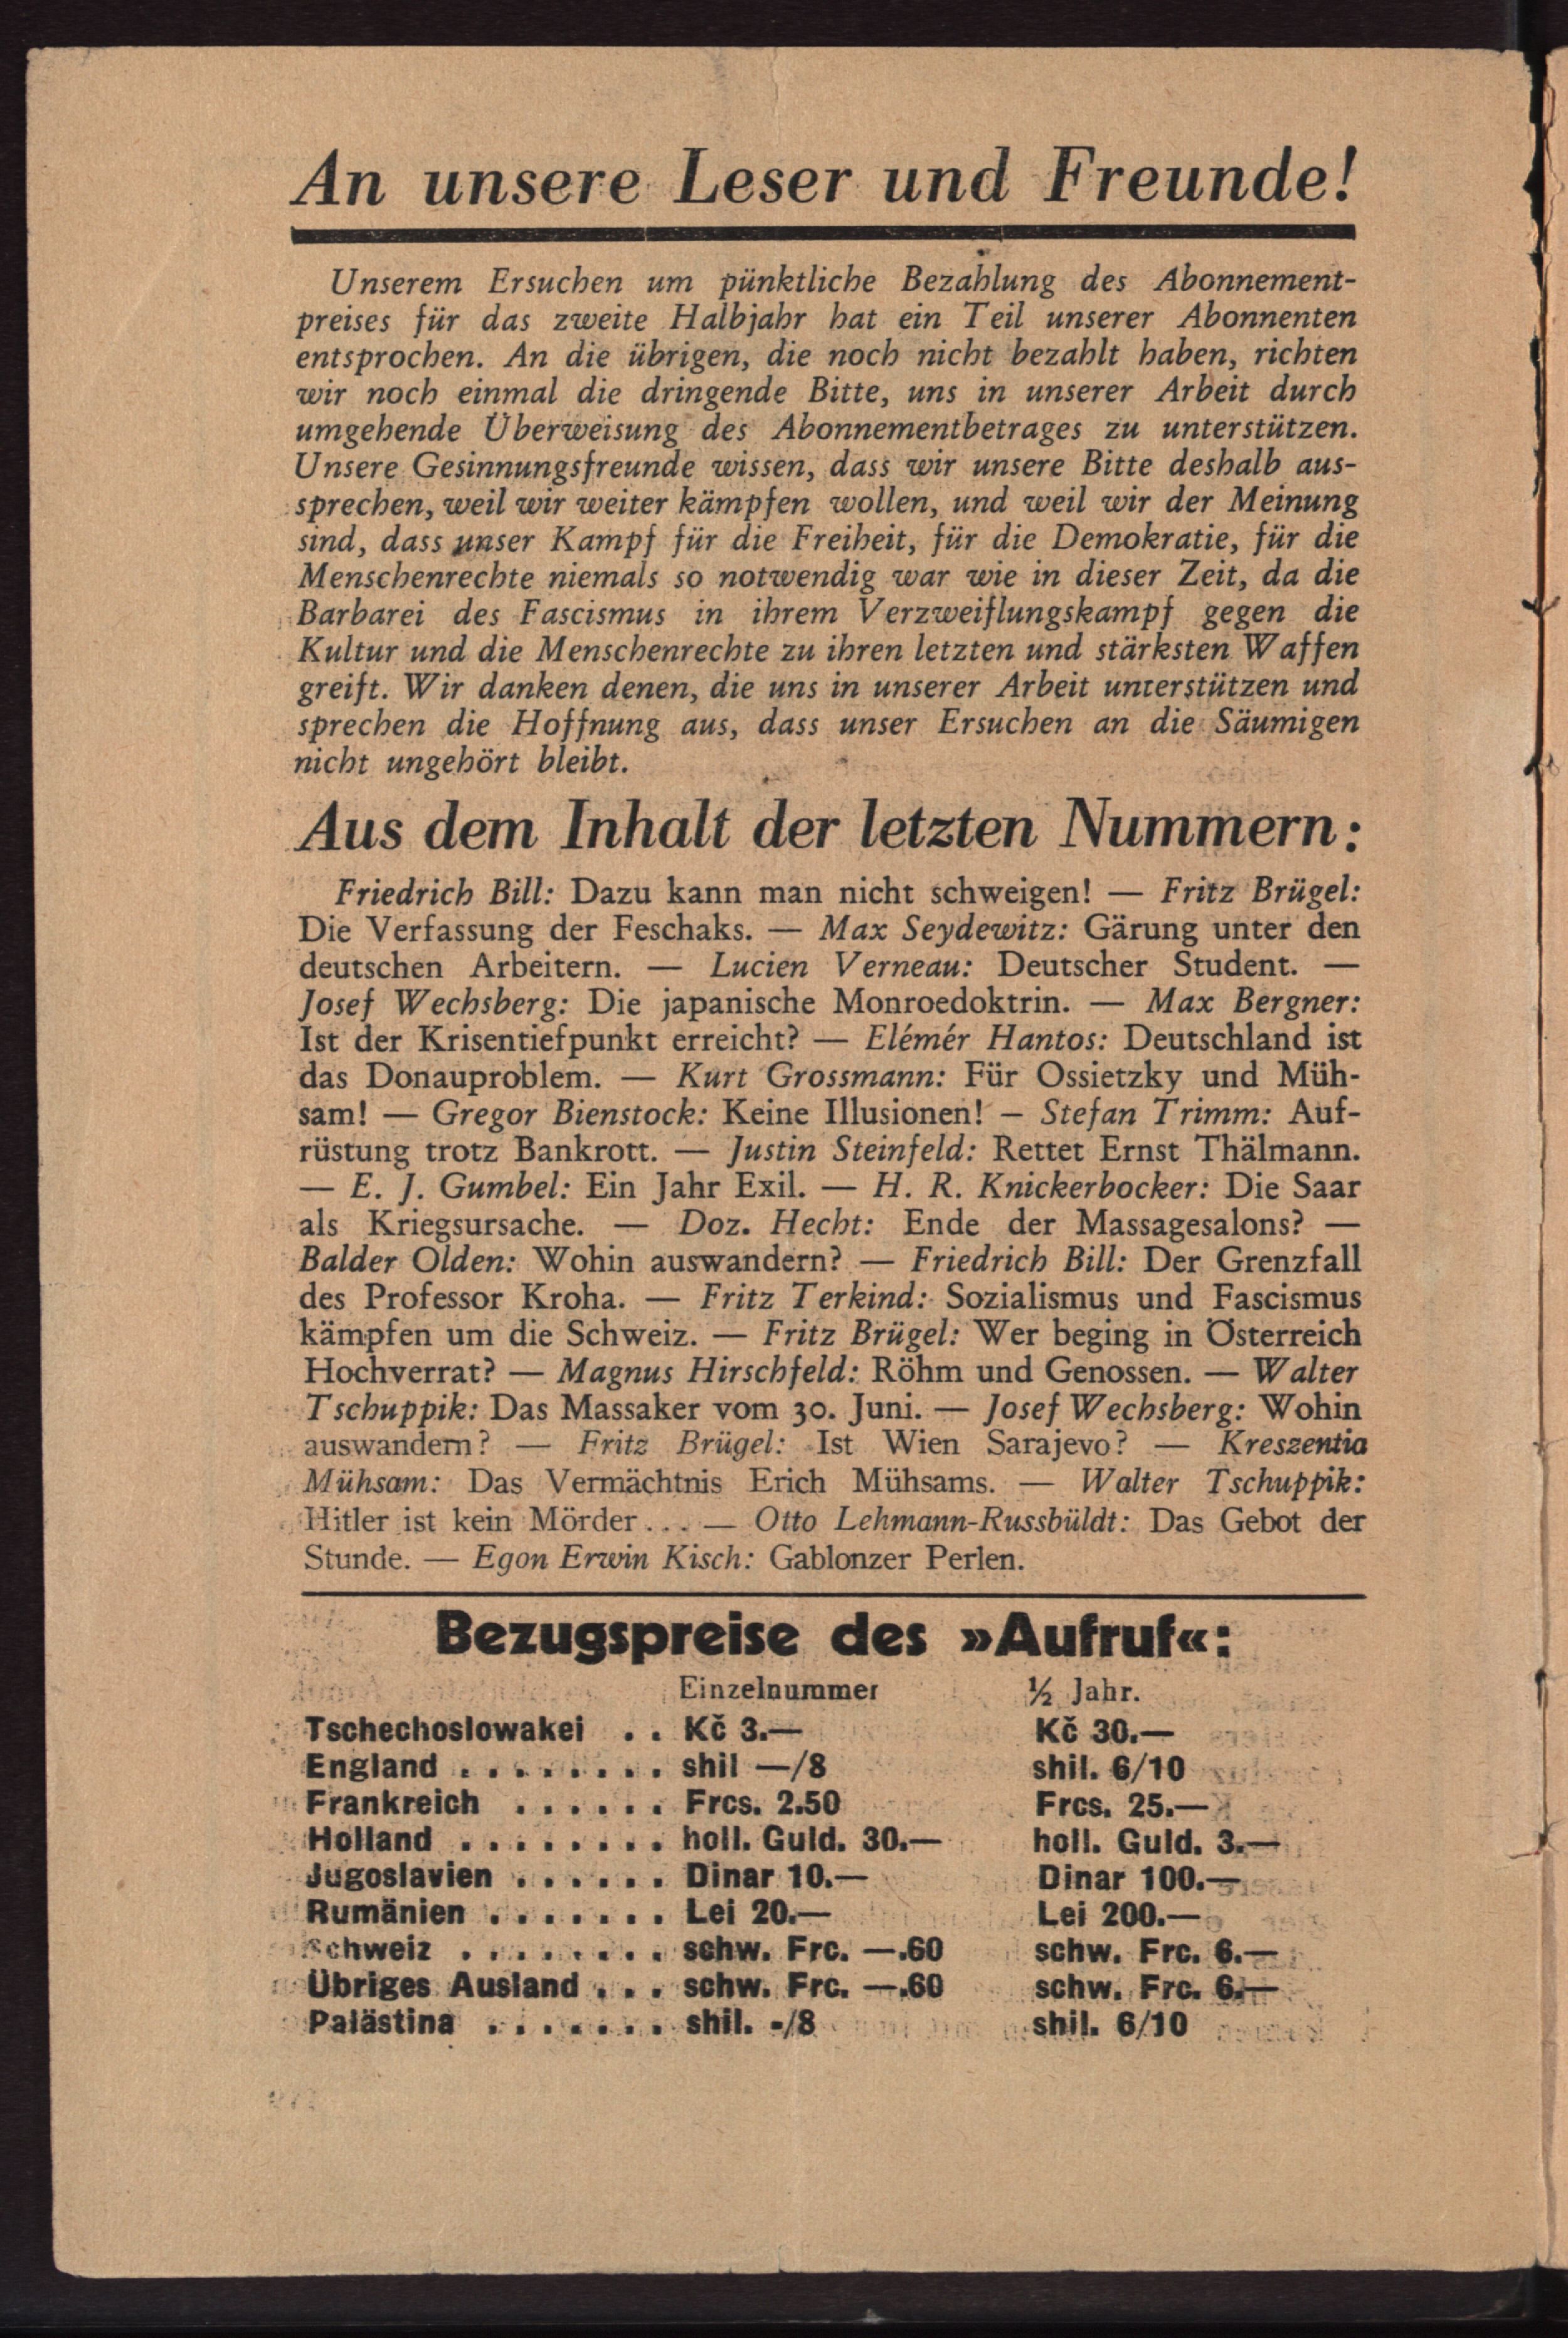 An unsere Leser und Freunde!
Unserem Ersuchen um pünktliche Bezahlung des Abonnement-
preises für das zweite Halbjahr hat ein Teil unserer Abonnenten
entsprochen. An die übrigen, die noch nicht bezahlt haben, richten
wir noch einmal die dringende Bitte, uns in unserer Arbeit durch
umgehende Überweisung des Abonnementbetrages zu unterstützen.
Unsere Gesinnungsfreunde wissen, dass wir unsere Bitte deshalb aus-
sprechen, weil wir weiter kämpfen wollen, und weil wir der Meinung
sind, dass unser Kampf für die Freiheit, für die Demokratie, für die
Menschenrechte niemals so notwendig war wie in dieser Zeit, da die
Barbarei des Fascismus in ihrem Verzweiflungskampf gegen die
Kultur und die Menschenrechte zu ihren letzten und stärksten Waffen
greift. Wir danken denen, die uns in unserer Arbeit unterstützen und
sprechen die Hoffnung aus, dass unser Ersuchen an die Säumigen
nicht ungehört bleibt.
Aus dem Inhalt der letzten Nummern:
Friedrich Bill: Dazu kann man nicht schweigen! — Fritz Brügel:
Die Verfassung der Feschaks. — Max Seydewitz: Gärung unter den
deutschen Arbeitern. — Lucien Verneau: Deutscher Student. —
Josef Wechsberg: Die japanische Monroedoktrin. — Max Bergner:
Ist der Krisentiefpunkt erreicht? — Elémér Hantos: Deutschland ist
das Donauproblem. — Kurt Grossmann: Für Ossietzky und Müh-
sam! — Gregor Bienstock: Keine Illusionen! – Stefan Trimm: Auf-
rüstung trotz Bankrott. — Justin Steinfeld: Rettet Ernst Thälmann.
— E. J. Gumbel: Ein Jahr Exil. — H. R. Knickerbocker: Die Saar
als Kriegsursache. — Doz. Hecht: Ende der Massagesalons? —
Balder Olden: Wohin auswandern? — Friedrich Bill: Der Grenzfall
des Professor Kroha. — Fritz Terkind: Sozialismus und Fascismus
kämpfen um die Schweiz. — Fritz Brügel: Wer beging in Österreich
Hochverrat? — Magnus Hirschfeld: Röhm und Genossen. — Walter
Tschuppik: Das Massaker vom 30. Juni. — Josef Wechsberg: Wohin
auswandern? — Fritz Brügel: Ist Wien Sarajevo? — Kreszentia
Mühsam: Das Vermächtnis Erich Mühsams. — Walter Tschuppik:
Hitler ist kein Mörder... — Otto Lehmann-Russbüldt: Das Gebot der
Stunde. — Egon Erwin Kisch: Gablonzer Perlen.
Bezugspreise des »Aufruf«:
Einzelnummer ½ Jahr.
Tschechoslowakei . . Kč 3.— Kč 30.—
England . . . . . . . . shil —/8 shil. 6/10
Frankreich . . . . . . Frcs. 2.50 Frcs. 25.—
Holland . . . . . . . . holl. Guld. 30.— holl. Guld. 3.—
Jugoslavien . . . . . . Dinar 10.— Dinar 100.—
Rumänien . . . . . . . Lei 20.— Lei 200.—
Schweiz . . . . . . . . schw. Frc. —.60 schw. Frc. 6.—
Übriges Ausland . . . schw. Frc. —.60 schw. Frc. 6.—
Palästina . . . . . . . shil. -/8 shil. 6/10